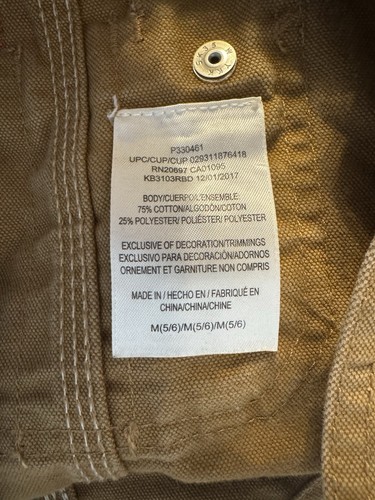 P330461
UPC/CUP/CUP 029311876418
RN20697 CA01095
KB3103RBD 12/01/2017
BODY/CUERPO/L'ENSEMBLE:
75% COTTON/ALGODÓN/COTON
25% POLYESTER/ POLIÉSTER/ POLYESTER
EXCLUSIVE OF DECORATION/TRIMMINGS
EXCLUSIVO PARA DECORACIÓN/ADORNOS
ORNEMENT ET GARNITURE NON COMPRIS
MADE IN / HECHO EN / FABRIQUÉ EN
CHINA/CHINA/CHINE
M(5/6)/M(5/6)/M(5/6)